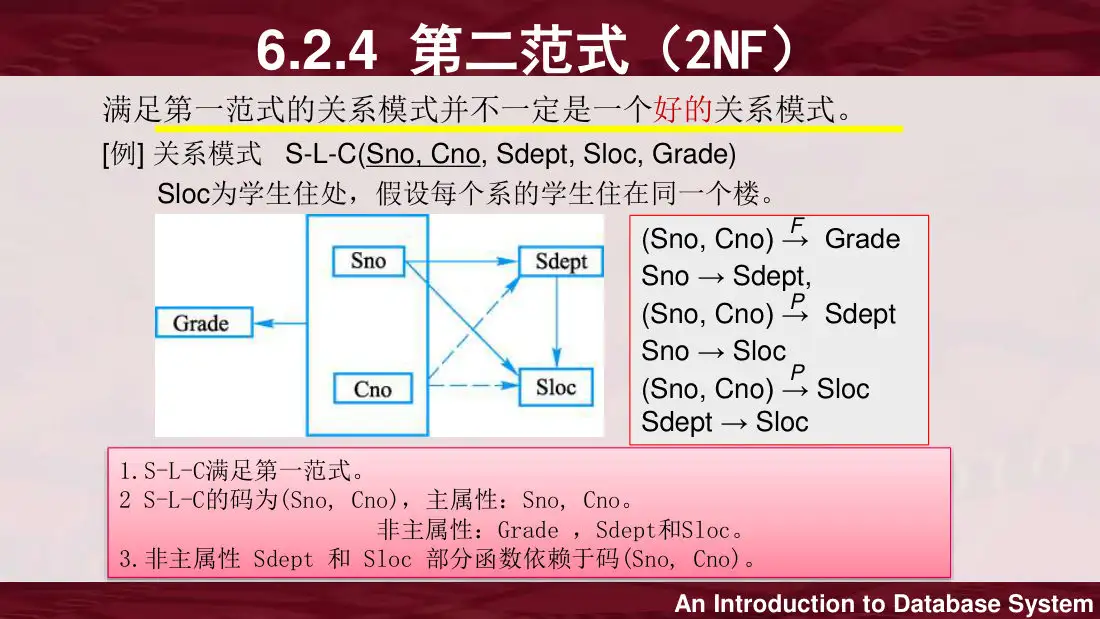 6.2.4 第二范式（2NF）
满足第一范式的关系模式并不一定是一个好的关系模式。
[例] 关系模式 S-L-C(Sno, Cno, Sdept, Sloc, Grade)
Sloc为学生住处，假设每个系的学生住在同一个楼。
Sno
Sdept
Grade
Cno
Sloc
(Sno, Cno) F→ Grade
Sno → Sdept,
(Sno, Cno) P→ Sdept
Sno → Sloc
(Sno, Cno) P→ Sloc
Sdept → Sloc
1.S-L-C满足第一范式。
2 S-L-C的码为(Sno, Cno)，主属性：Sno, Cno。
非主属性：Grade ，Sdept和Sloc。
3.非主属性 Sdept 和 Sloc 部分函数依赖于码(Sno, Cno)。
An Introduction to Database System